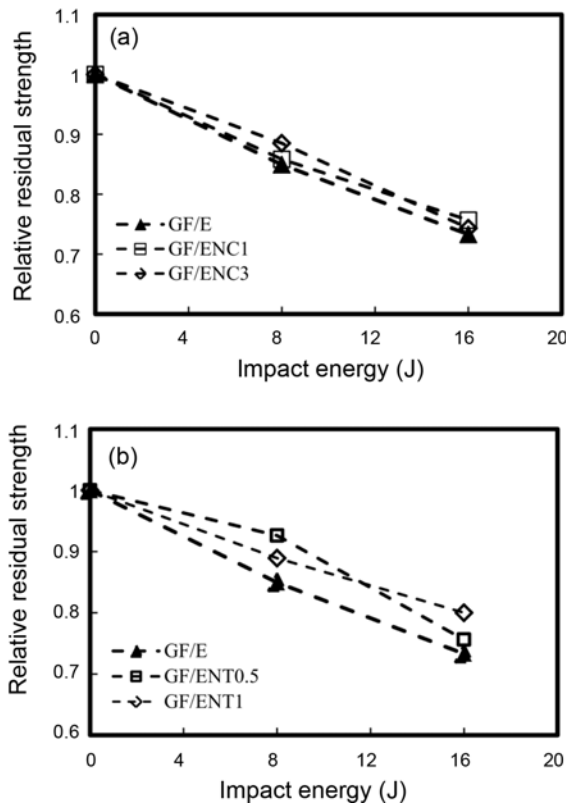 1.1
(a)
1
0.9
0.8
0.7
0.6
Relative residual strength
GF/E
GF/ENC1
GF/ENC3
0 4 8 12 16 20
Impact energy (J)
1.1
(b)
1
0.9
0.8
0.7
0.6
Relative residual strength
GF/E
GF/ENT0.5
GF/ENT1
0 4 8 12 16 20
Impact energy (J)